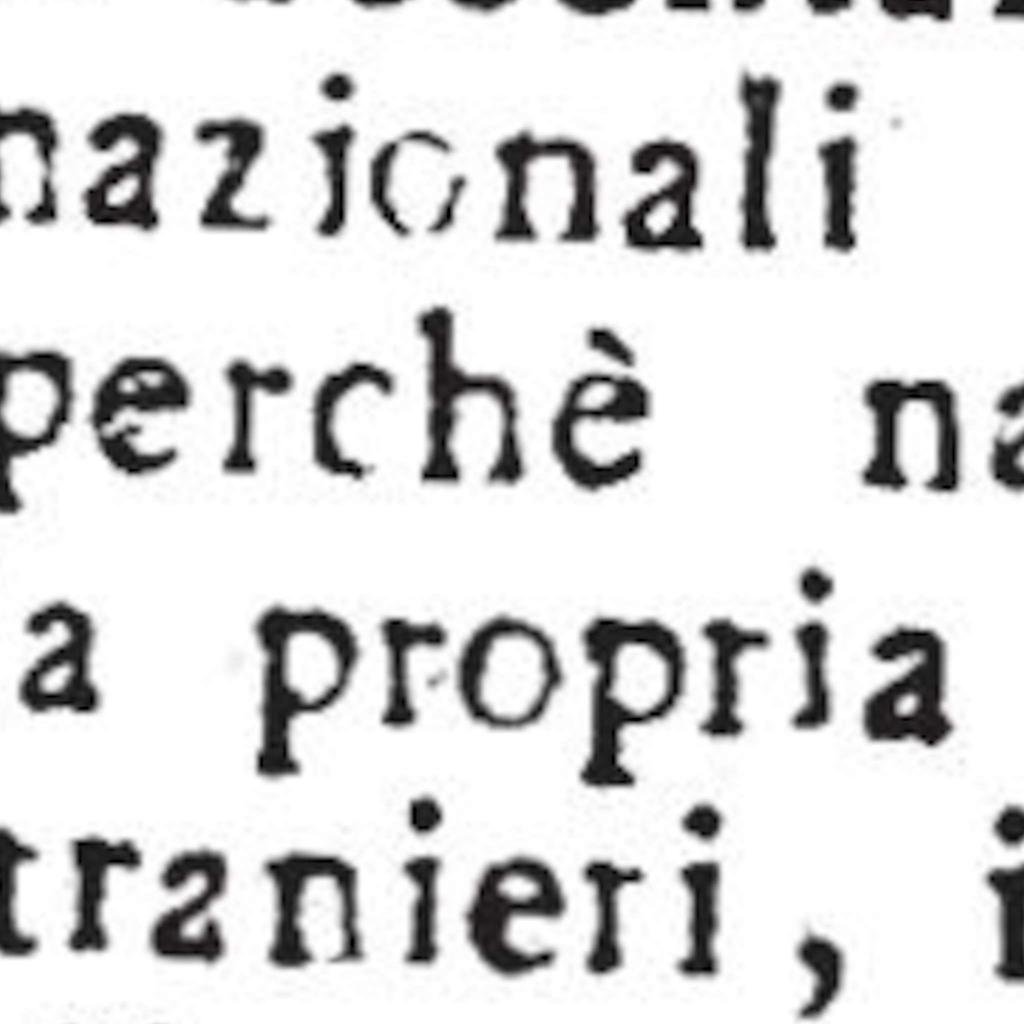 nazionali
perchè na
a propria
tranieri, i